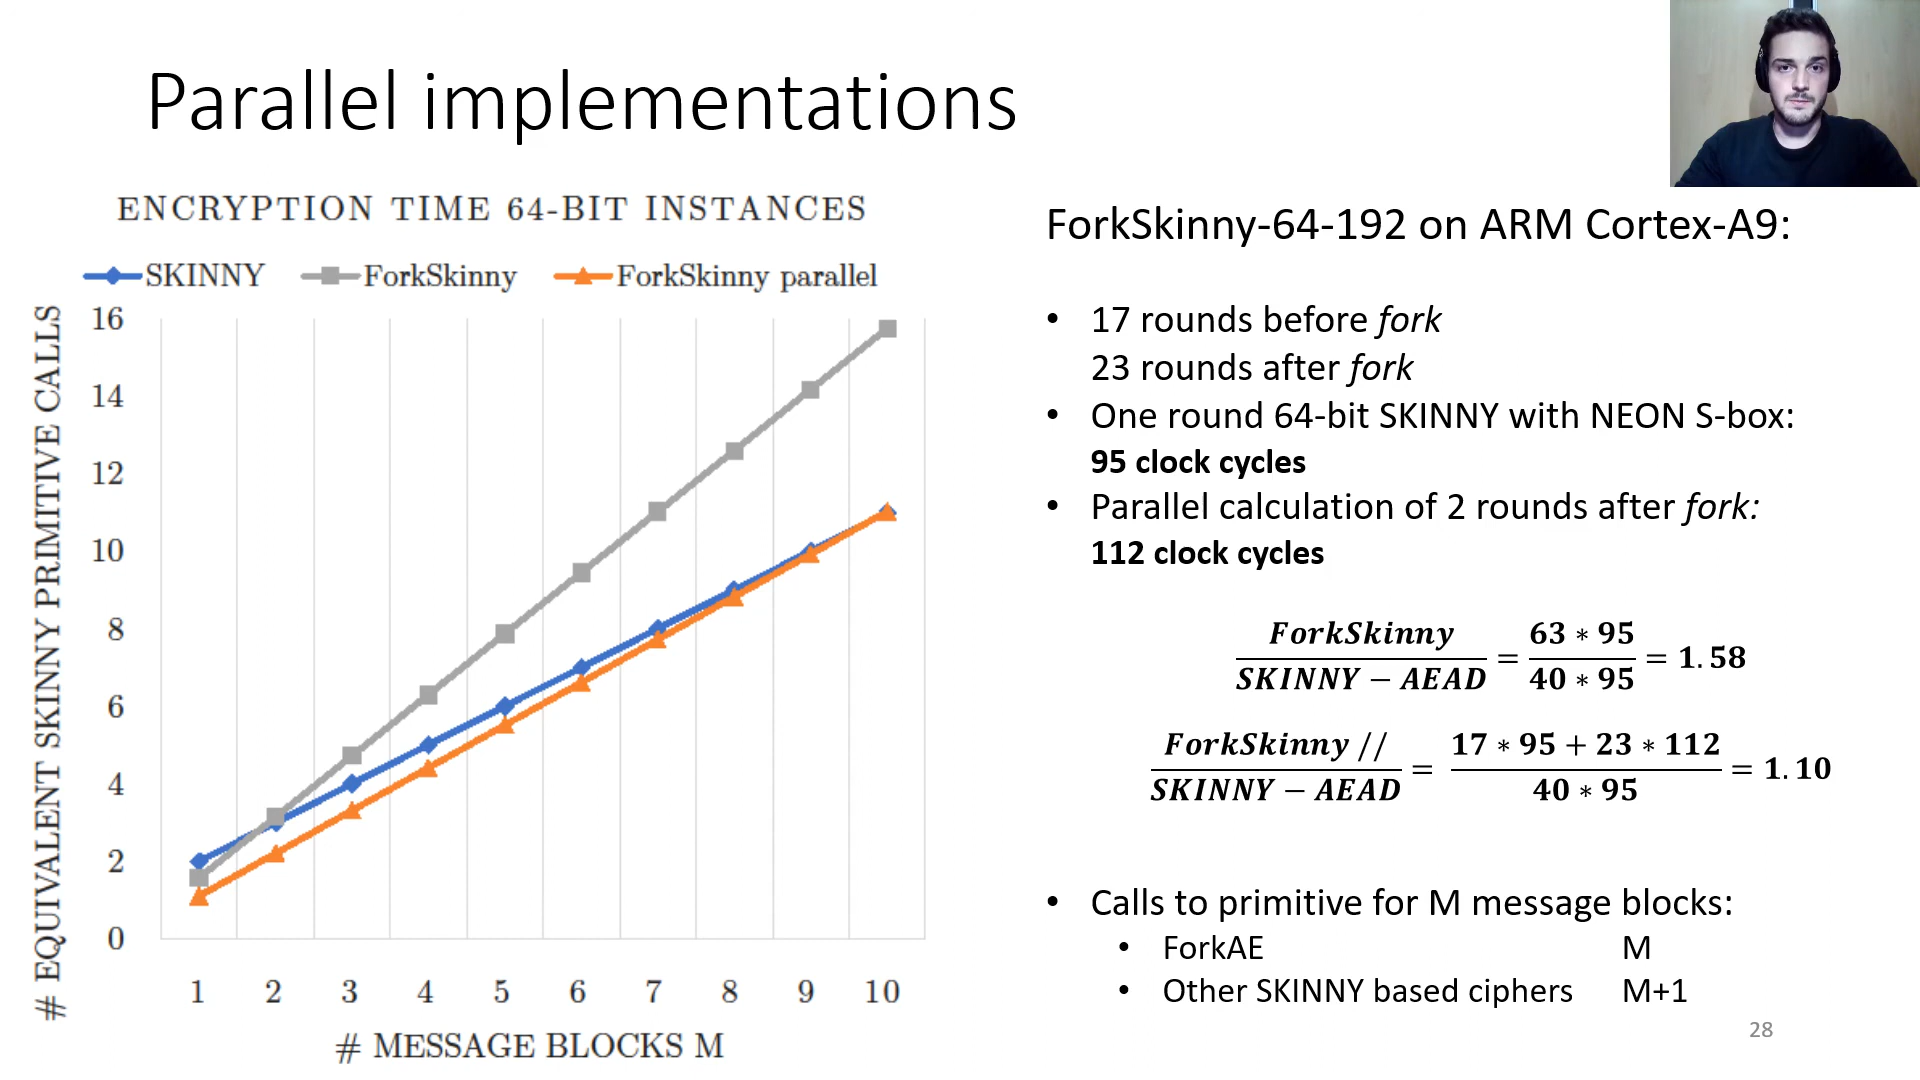 Parallel implementations
ENCRYPTION TIME 64-BIT INSTANCES
SKINNY ForkSkinny ForkSkinny parallel
# EQUIVALENT SKINNY PRIMITIVE CALLS
16
14
12
10
8
6
4
2
0
1 2 3 4 5 6 7 8 9 10
# MESSAGE BLOCKS M
ForkSkinny-64-192 on ARM Cortex-A9:
• 17 rounds before fork
23 rounds after fork
• One round 64-bit SKINNY with NEON S-box:
95 clock cycles
• Parallel calculation of 2 rounds after fork:
112 clock cycles
ForkSkinny / SKINNY − AEAD = 63 ∗ 95 / 40 ∗ 95 = 1.58
ForkSkinny // / SKINNY − AEAD = 17 ∗ 95 + 23 ∗ 112 / 40 ∗ 95 = 1.10
• Calls to primitive for M message blocks:
• ForkAE M
• Other SKINNY based ciphers M+1
28